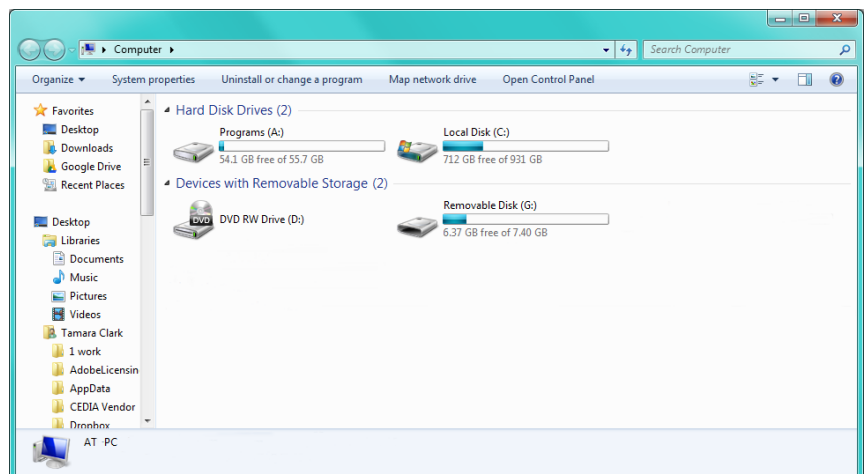 Computer
Search Computer
Organize System properties Uninstall or change a program Map network drive Open Control Panel
Favorites
Desktop
Downloads
Google Drive
Recent Places
Desktop
Libraries
Documents
Music
Pictures
Videos
Tamara Clark
1 work
AdobeLicensin
AppData
CEDIA Vendor
Dropbox
Hard Disk Drives (2)
Programs (A:)
54.1 GB free of 55.7 GB
Local Disk (C:)
712 GB free of 931 GB
Devices with Removable Storage (2)
DVD
DVD RW Drive (D:)
Removable Disk (G:)
6.37 GB free of 7.40 GB
AT -PC